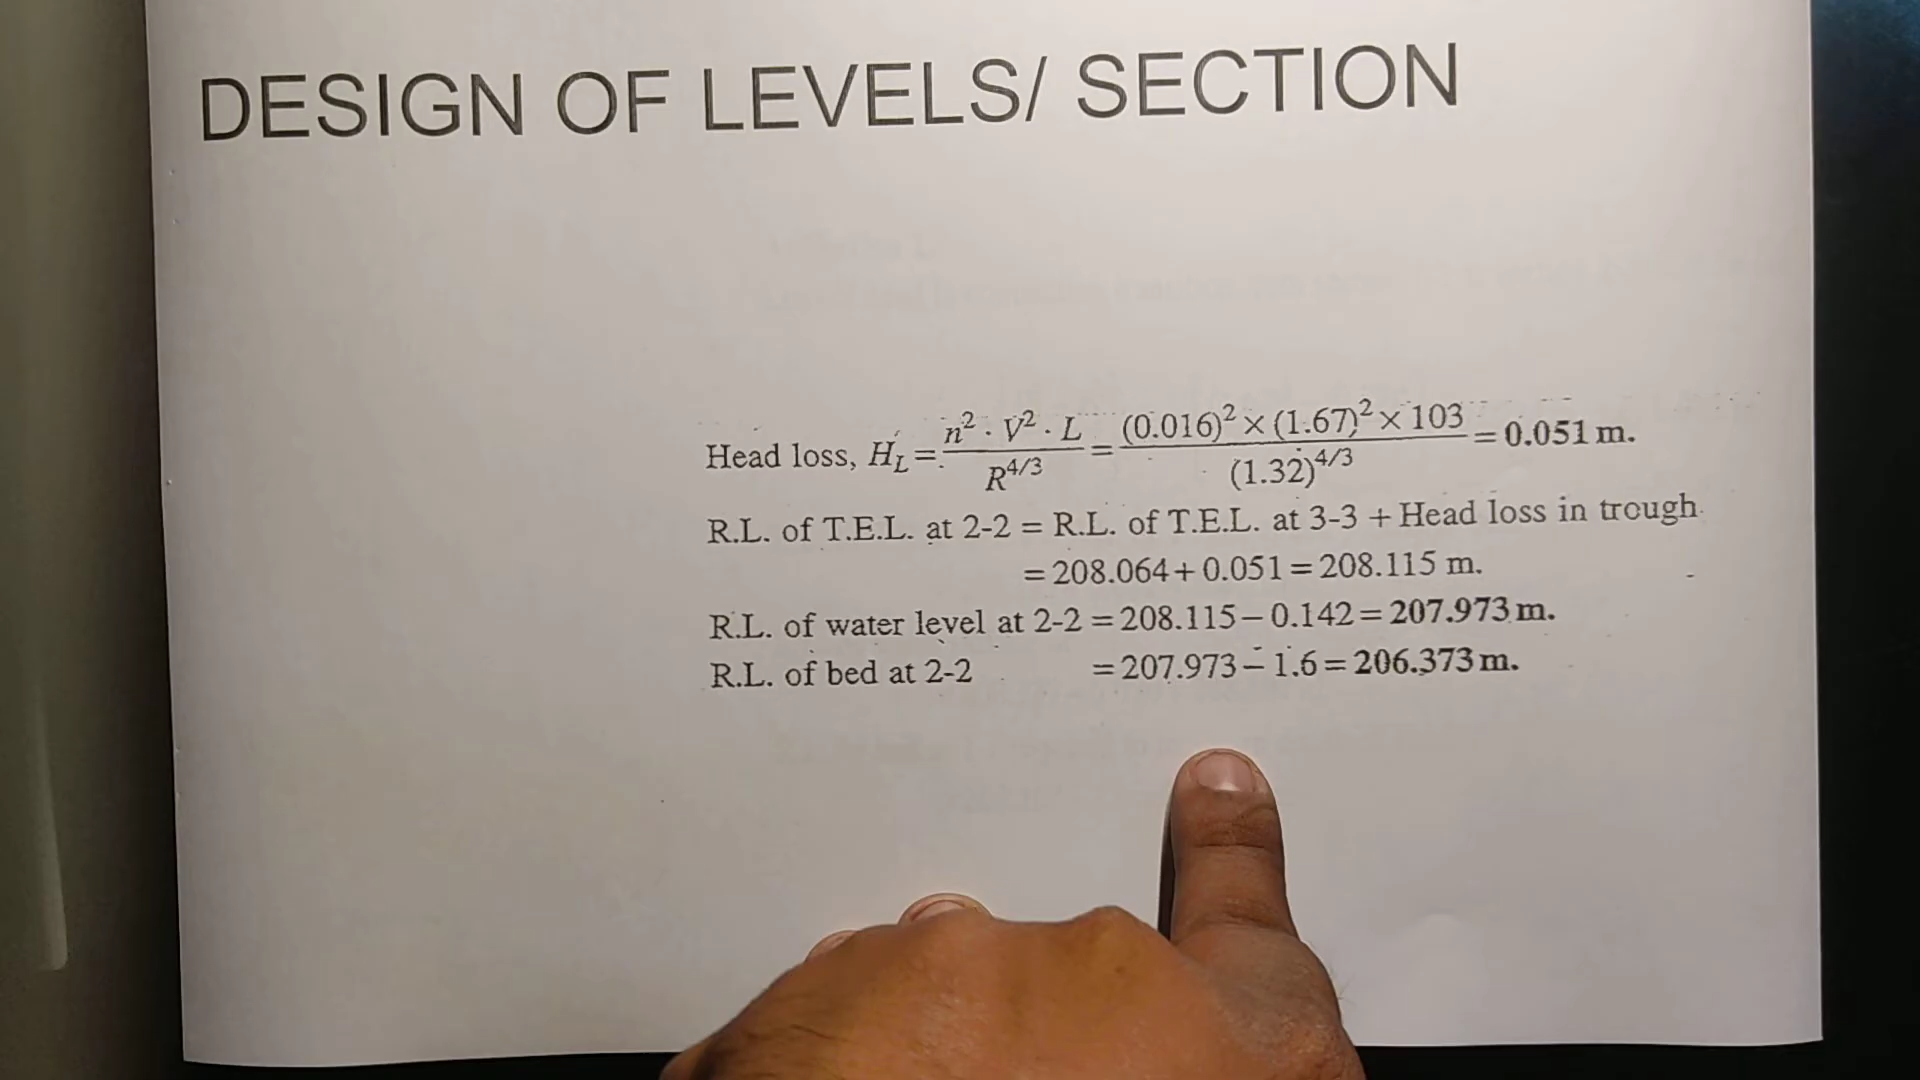 DESIGN OF LEVELS/ SECTION
Head loss, H_L = n² · V² · L / R^4/3 = (0.016)² × (1.67)² × 103 / (1.32)^4/3 = 0.051 m.
R.L. of T.E.L. at 2-2 = R.L. of T.E.L. at 3-3 + Head loss in trough
= 208.064 + 0.051 = 208.115 m.
R.L. of water level at 2-2 = 208.115 − 0.142 = 207.973 m.
R.L. of bed at 2-2 = 207.973 − 1.6 = 206.373 m.